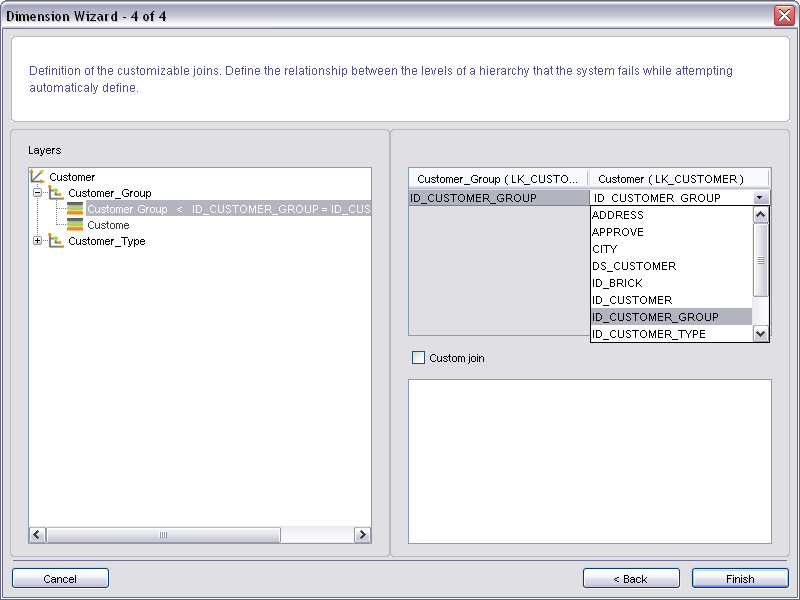 Dimension Wizard - 4 of 4
Definition of the customizable joins. Define the relationship between the levels of a hierarchy that the system fails while attempting
automaticaly define.
Layers
Customer
Customer_Group
Customer Group < ID_CUSTOMER_GROUP = ID_CUS
Custome
Customer_Type
Customer_Group ( LK_CUSTO... Customer ( LK_CUSTOMER )
ID_CUSTOMER_GROUP ID_CUSTOMER_GROUP
ADDRESS
APPROVE
CITY
DS_CUSTOMER
ID_BRICK
ID_CUSTOMER
ID_CUSTOMER_GROUP
ID_CUSTOMER_TYPE
Custom join
Cancel < Back Finish